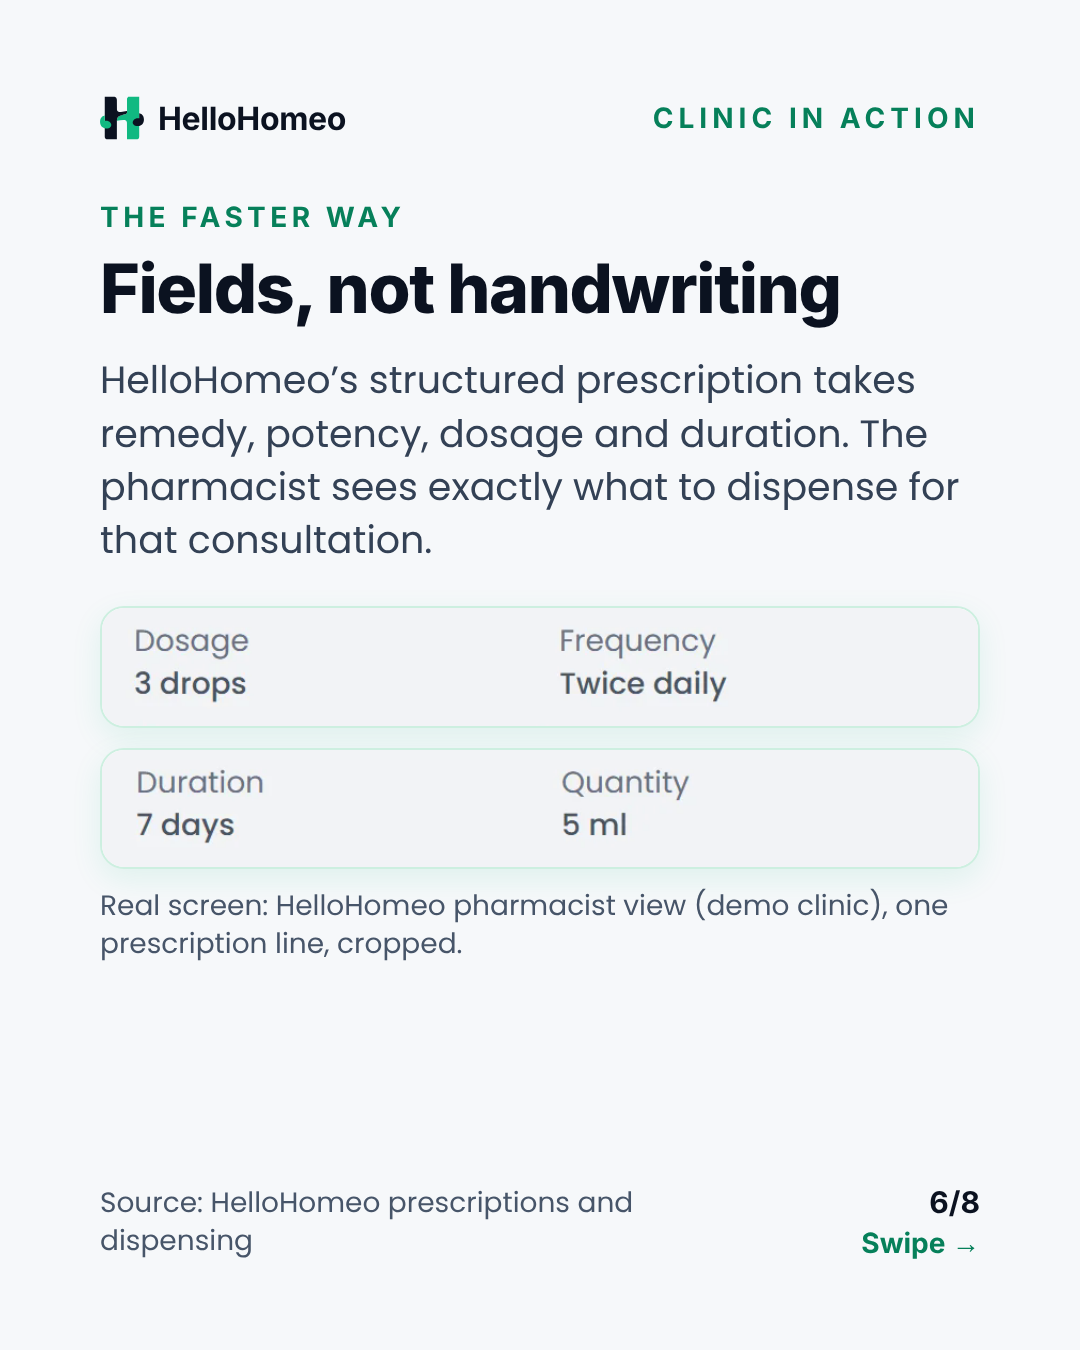 HelloHomeo
CLINIC IN ACTION
THE FASTER WAY
Fields, not handwriting
HelloHomeo’s structured prescription takes
remedy, potency, dosage and duration. The
pharmacist sees exactly what to dispense for
that consultation.
Dosage
3 drops
Frequency
Twice daily
Duration
7 days
Quantity
5 ml
Real screen: HelloHomeo pharmacist view (demo clinic), one
prescription line, cropped.
Source: HelloHomeo prescriptions and
dispensing
6/8
Swipe →